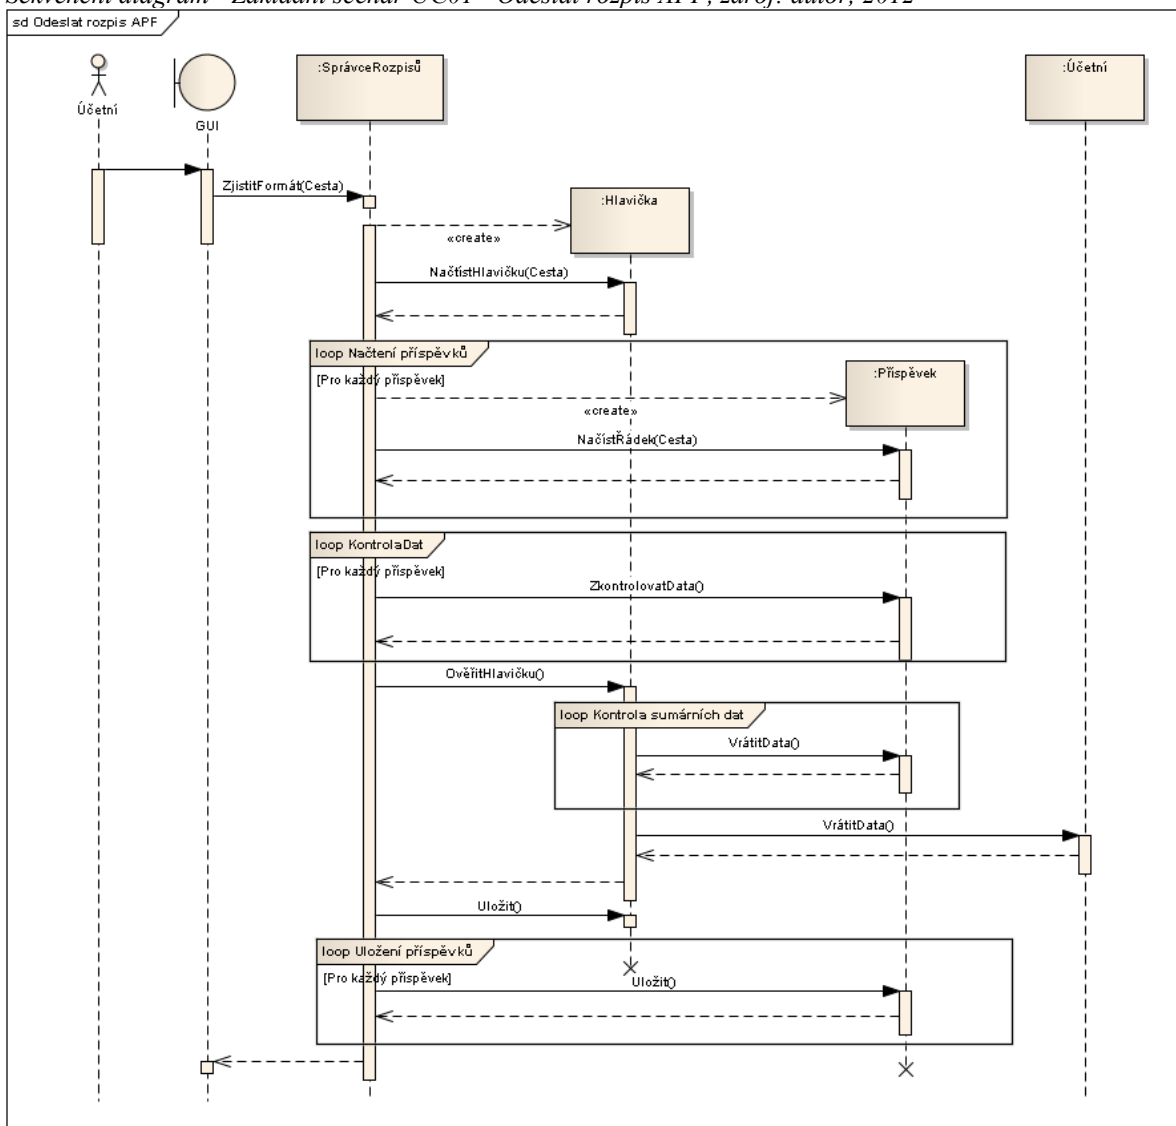 sd Odeslat rozpis APF
:SprávceRozpisů
:Účetní
Účetní
GUI
ZjistitFormát(Cesta)
:Hlavička
«create»
NačtístHlavičku(Cesta)
loop Načtení příspěvků
[Pro každý příspěvek]
:Příspěvek
«create»
NačístŘádek(Cesta)
loop KontrolaDat
[Pro každý příspěvek]
ZkontrolovatData()
OvěřitHlavičku()
loop Kontrola sumárních dat
VrátitData()
VrátitData()
Uložit()
loop Uložení příspěvků
[Pro každý příspěvek]
Uložit()